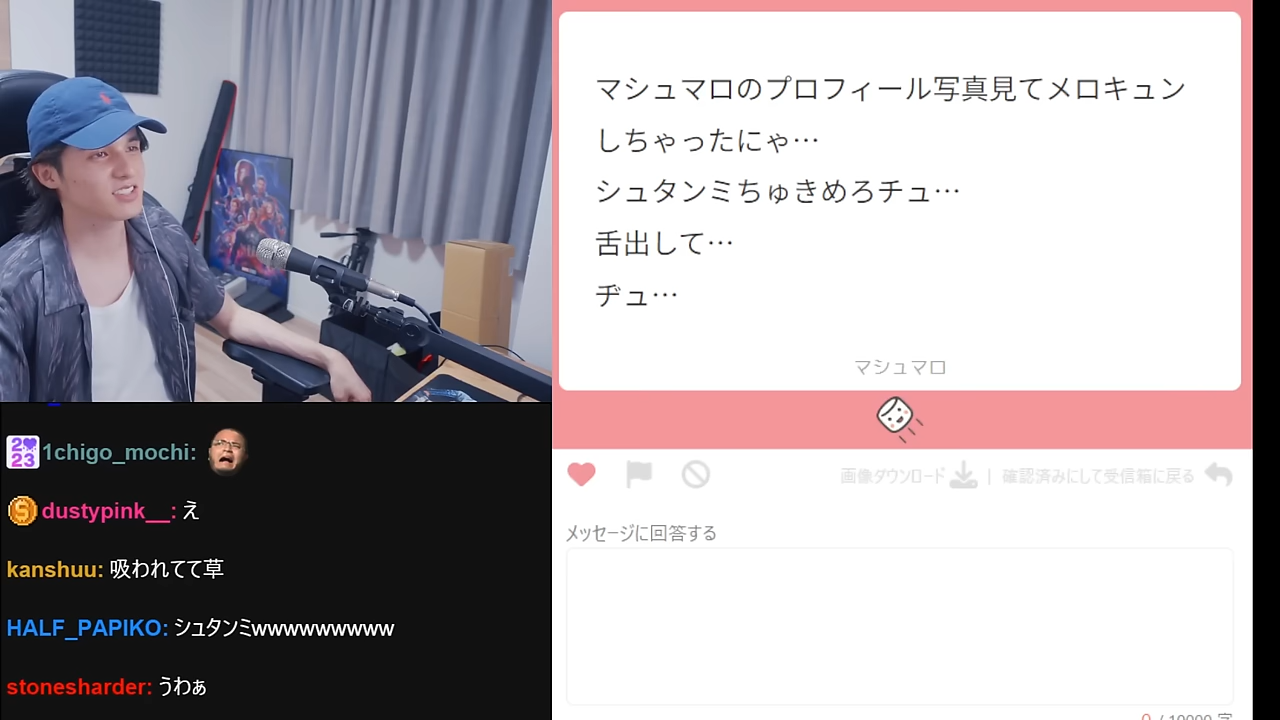 マシュマロのプロフィール写真見てメロキュン
しちゃったにゃ…
シュタンミちゅきめろチュ…
舌出して…
ヂュ…
マシュマロ
画像ダウンロード | 確認済みにして受信箱に戻る
メッセージに回答する
2023 1chigo_mochi:
S dustypink__: え
kanshuu: 吸われてて草
HALF_PAPIKO: シュタンミwwwwwwwww
stonesharder: うわぁ
0 / 10000 字